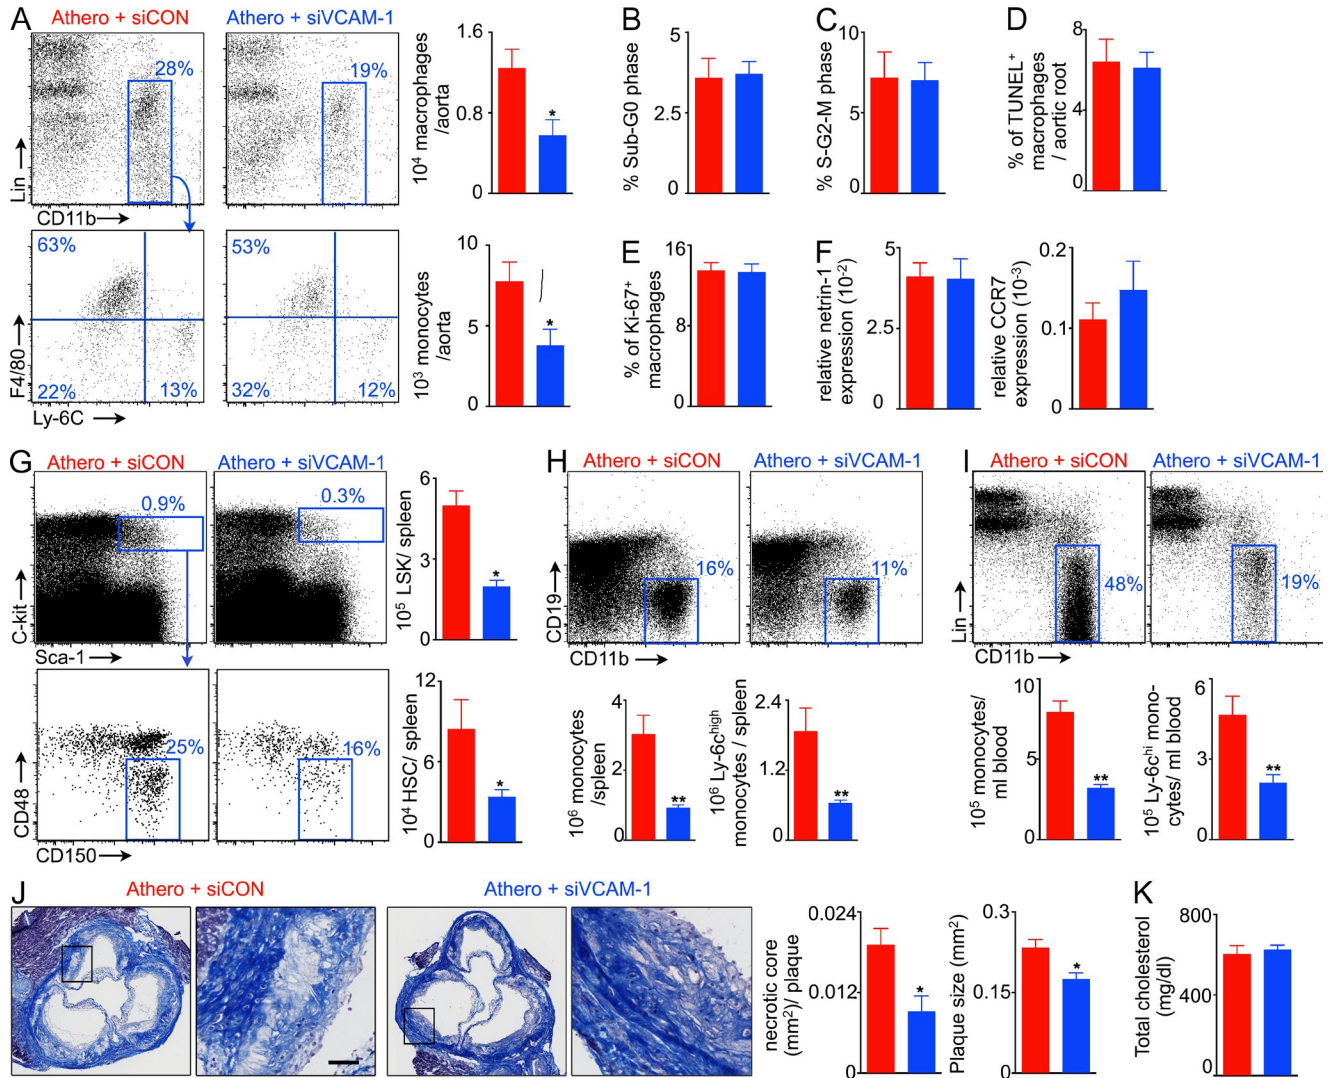 A
Athero + siCON
Athero + siVCAM-1
28%
19%
Lin
CD11b
1.6
0.8
0
10⁴ macrophages
/aorta
*
63%
22%
13%
53%
32%
12%
F4/80
Ly-6C
10
5
0
10³ monocytes
/aorta
*
B
5
2.5
0
% Sub-G0 phase
C
10
5
0
% S-G2-M phase
D
8
4
0
% of TUNEL⁺
macrophages
/ aortic root
E
16
8
0
% of Ki-67⁺
macrophages
F
5
2.5
0
relative netrin-1
expression (10⁻²)
0.2
0.1
0
relative CCR7
expression (10⁻³)
G
Athero + siCON
Athero + siVCAM-1
0.9%
0.3%
C-kit
Sca-1
6
3
0
10⁵ LSK/ spleen
*
25%
16%
CD48
CD150
12
6
0
10⁴ HSC/ spleen
*
H
Athero + siCON
Athero + siVCAM-1
16%
11%
CD19
CD11b
4
2
0
10⁶ monocytes
/spleen
**
2.4
1.2
0
10⁶ Ly-6cʰⁱᵍʰ
monocytes / spleen
**
I
Athero + siCON
Athero + siVCAM-1
48%
19%
Lin
CD11b
10
5
0
10⁵ monocytes/
ml blood
**
6
3
0
10⁵ Ly-6cʰⁱ mono-
cytes/ ml blood
**
J
Athero + siCON
Athero + siVCAM-1
0.024
0.012
0
necrotic core
(mm²)/ plaque
*
0.3
0.15
0
Plaque size (mm²)
*
K
800
400
0
Total cholesterol
(mg/dl)